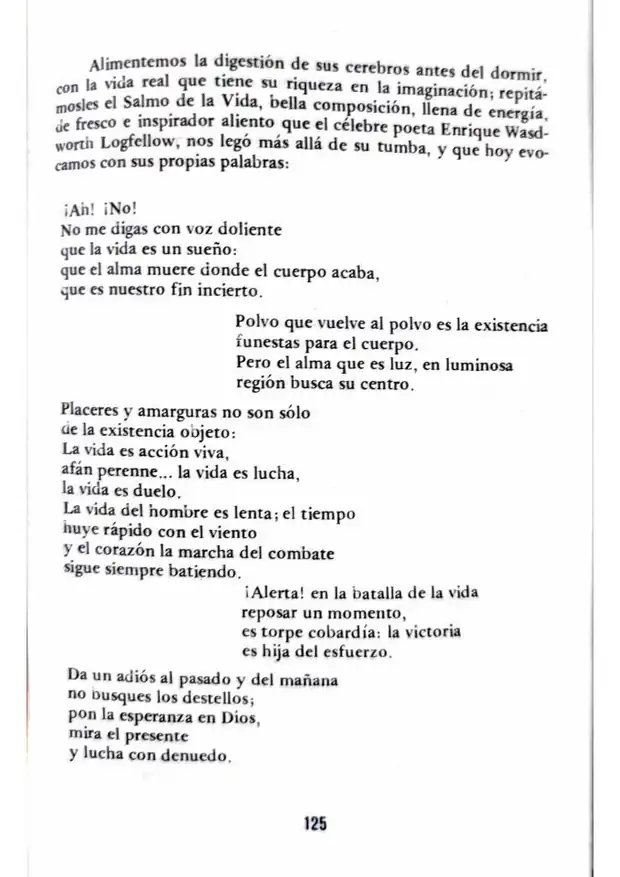 Alimentemos la digestión de sus cerebros antes del dormir,
con la vida real que tiene su riqueza en la imaginación; repitá-
mosles el Salmo de la Vida, bella composición, llena de energía,
de fresco e inspirador aliento que el célebre poeta Enrique Wasd-
worth Logfellow, nos legó más allá de su tumba, y que hoy evo-
camos con sus propias palabras:
¡Ah! ¡No!
No me digas con voz doliente
que la vida es un sueño:
que el alma muere donde el cuerpo acaba,
que es nuestro fin incierto.
Polvo que vuelve al polvo es la existencia
funestas para el cuerpo.
Pero el alma que es luz, en luminosa
región busca su centro.
Placeres y amarguras no son sólo
de la existencia objeto:
La vida es acción viva,
afán perenne... la vida es lucha,
la vida es duelo.
La vida del hombre es lenta; el tiempo
huye rápido con el viento
y el corazón la marcha del combate
sigue siempre batiendo.
¡Alerta! en la batalla de la vida
reposar un momento,
es torpe cobardía: la victoria
es hija del esfuerzo.
Da un adiós al pasado y del mañana
no busques los destellos;
pon la esperanza en Dios,
mira el presente
y lucha con denuedo.
125